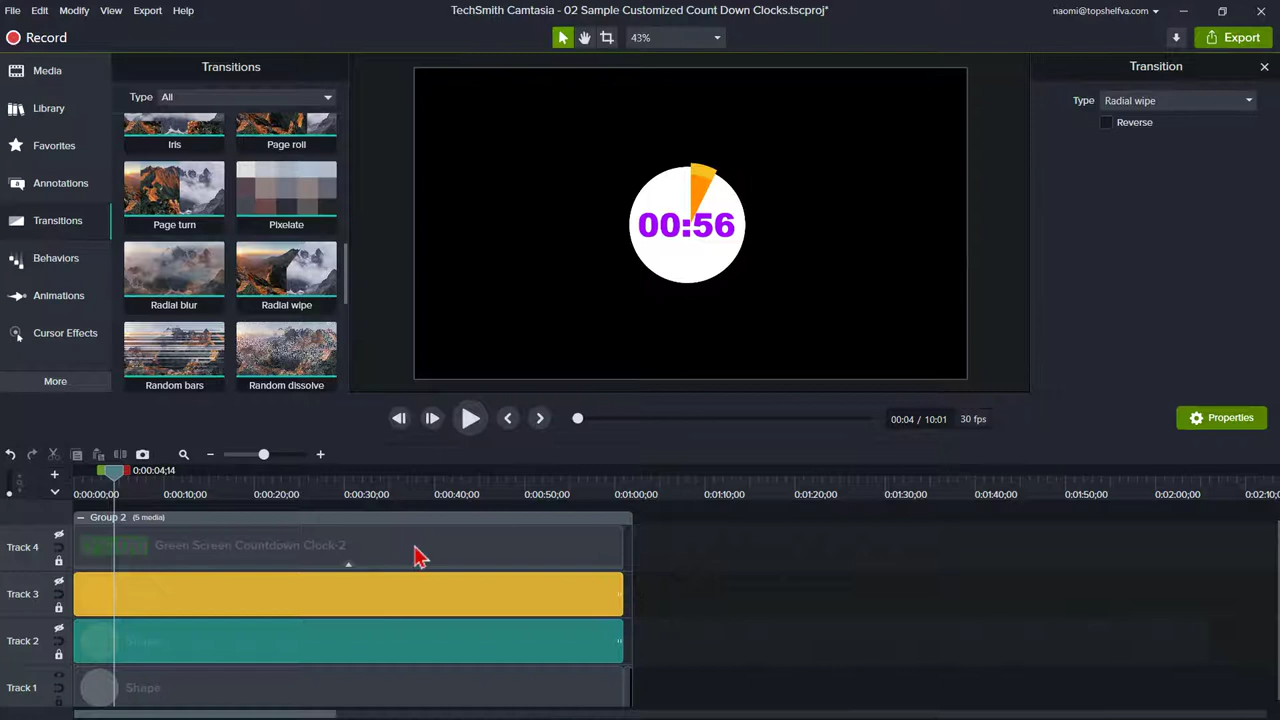 File Edit Modify View Export Help
TechSmith Camtasia - 02 Sample Customized Count Down Clocks.tscproj*
naomi@topshelfva.com
Record
43%
Export
Media
Library
Favorites
Annotations
Transitions
Behaviors
Animations
Cursor Effects
More
Transitions
Type All
Iris Page roll
Page turn Pixelate
Radial blur Radial wipe
Random bars Random dissolve
00:56
Transition
Type Radial wipe
Reverse
00:04 / 10:01 30 fps
Properties
0:00:04;14
0:00:00;00 0:00:10;00 0:00:20;00 0:00:30;00 0:00:40;00 0:00:50;00 0:01:00;00 0:01:10;00 0:01:20;00 0:01:30;00 0:01:40;00 0:01:50;00 0:02:00;00 0:02:10;0
Group 2 (5 media)
Track 4 Green Screen Countdown Clock-2
Track 3
Track 2 Shape
Track 1 Shape